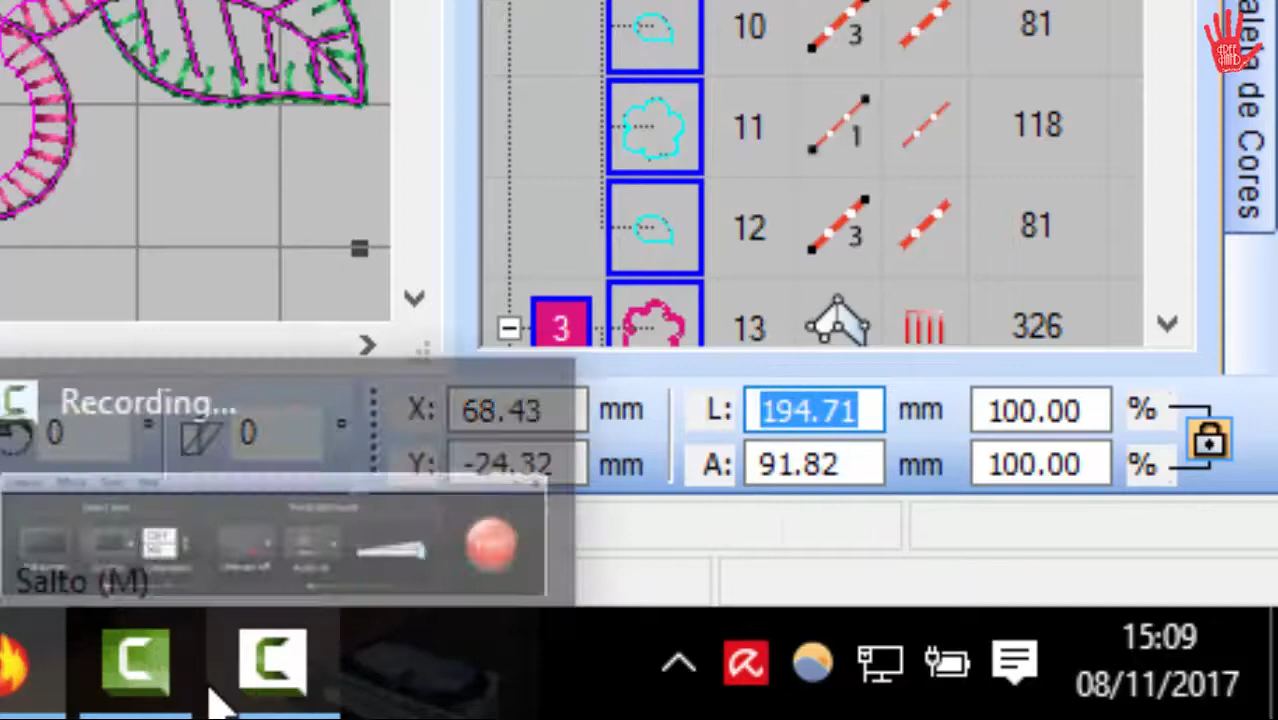 10 3 81
11 1 118
12 3 81
3 13 326
aleta de Cores
FREE HAND
Recording...
0 ° 0 °
X: 68.43 mm L: 194.71 mm 100.00 %
Y: -24.32 mm A: 91.82 mm 100.00 %
Salto (M)
15:09
08/11/2017